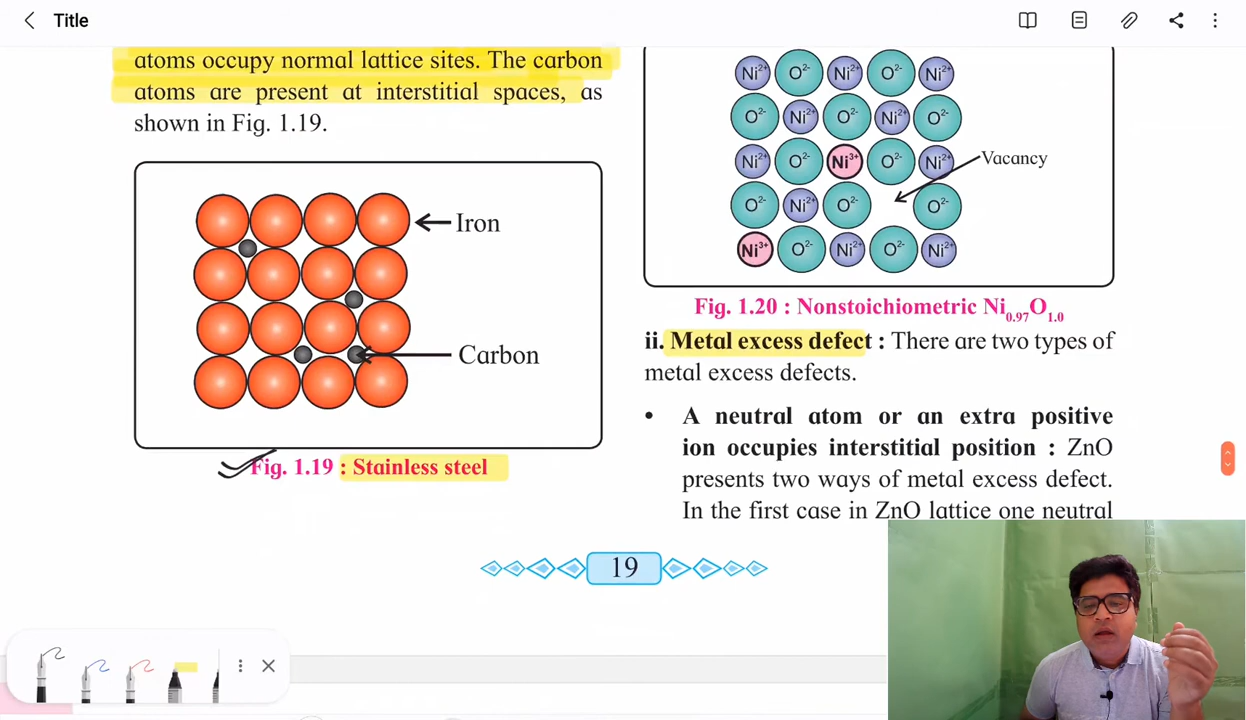 Title
atoms occupy normal lattice sites. The carbon
atoms are present at interstitial spaces, as
shown in Fig. 1.19.
Iron
Carbon
Fig. 1.19 : Stainless steel
Ni2+ O2- Ni2+ O2- Ni2+
O2- Ni2+ O2- Ni2+ O2-
Ni2+ O2- Ni3+ O2- Ni2+
Vacancy
O2- Ni2+ O2- O2-
Ni3+ O2- Ni2+ O2- Ni2+
Fig. 1.20 : Nonstoichiometric Ni0.97O1.0
ii. Metal excess defect : There are two types of
metal excess defects.
• A neutral atom or an extra positive
ion occupies interstitial position : ZnO
presents two ways of metal excess defect.
In the first case in ZnO lattice one neutral
19